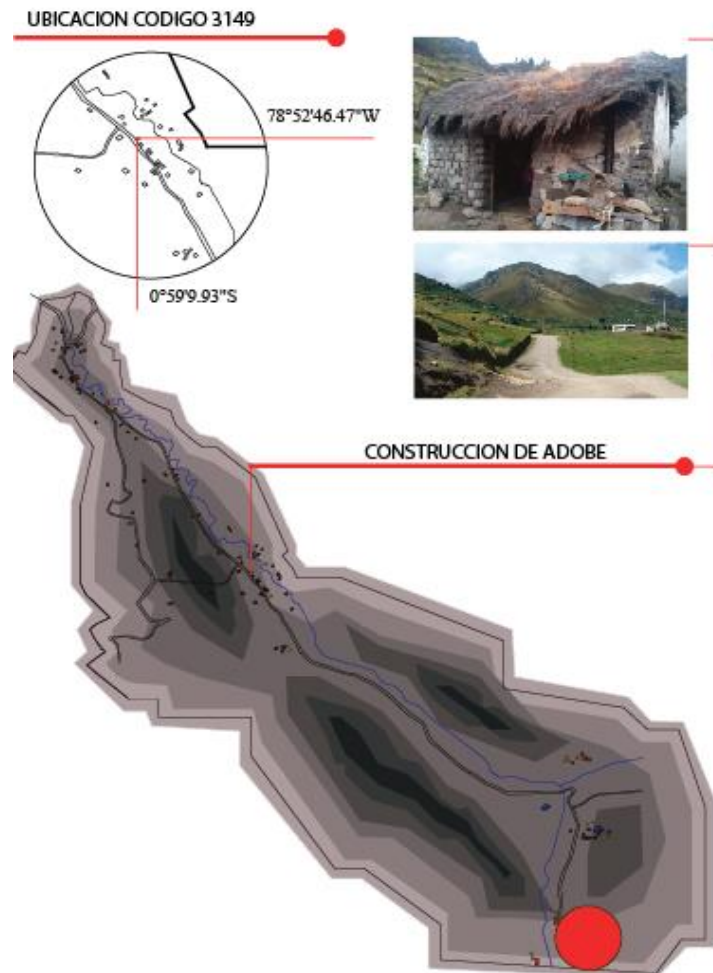 UBICACION CODIGO 3149
78°52'46.47"W
0°59'9.93"S
CONSTRUCCION DE ADOBE